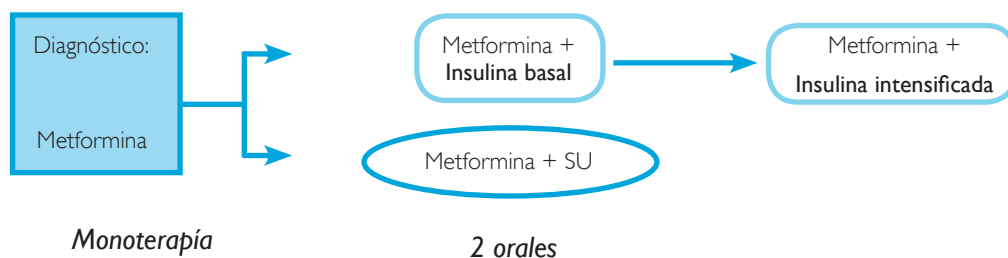 Diagnóstico:
Metformina
Metformina +
Insulina basal
Metformina +
Insulina intensificada
Metformina + SU
Monoterapía
2 orales